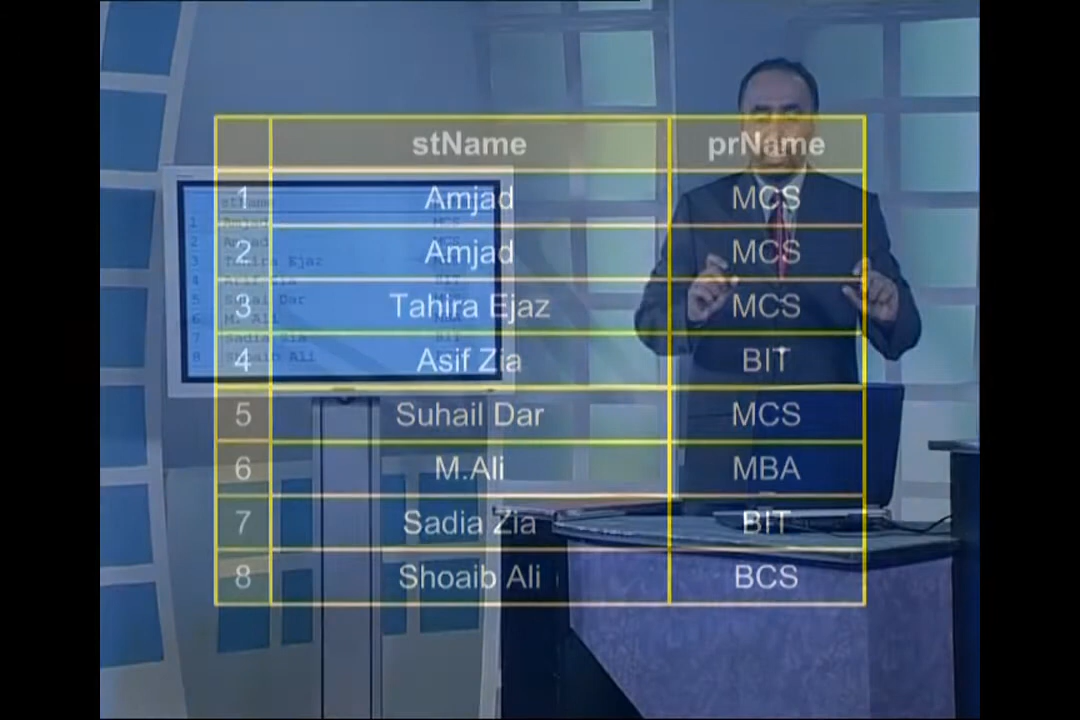 stName prName
1 Amjad MCS
2 Amjad MCS
3 Tahira Ejaz MCS
4 Asif Zia BIT
5 Suhail Dar MCS
6 M.Ali MBA
7 Sadia Zia BIT
8 Shoaib Ali BCS